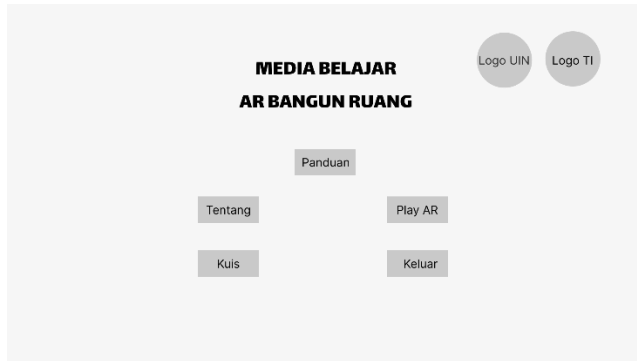 Logo UIN
Logo TI
MEDIA BELAJAR
AR BANGUN RUANG
Panduan
Tentang
Play AR
Kuis
Keluar